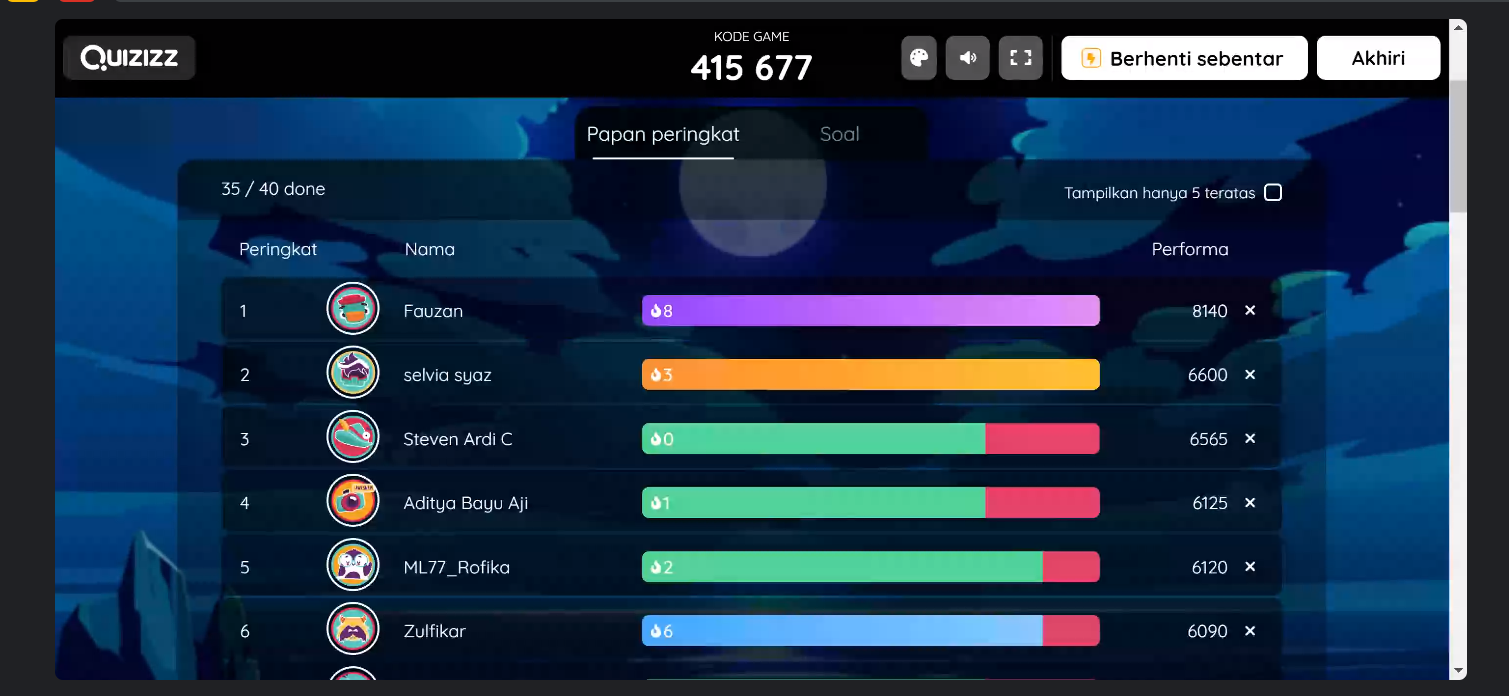 Quizizz
KODE GAME
415 677
Berhenti sebentar
Akhiri
Papan peringkat
Soal
35 / 40 done
Tampilkan hanya 5 teratas
Peringkat Nama Performa
1 Fauzan 8 8140 ×
2 selvia syaz 3 6600 ×
3 Steven Ardi C 0 6565 ×
4 Aditya Bayu Aji 1 6125 ×
5 ML77_Rofika 2 6120 ×
6 Zulfikar 6 6090 ×